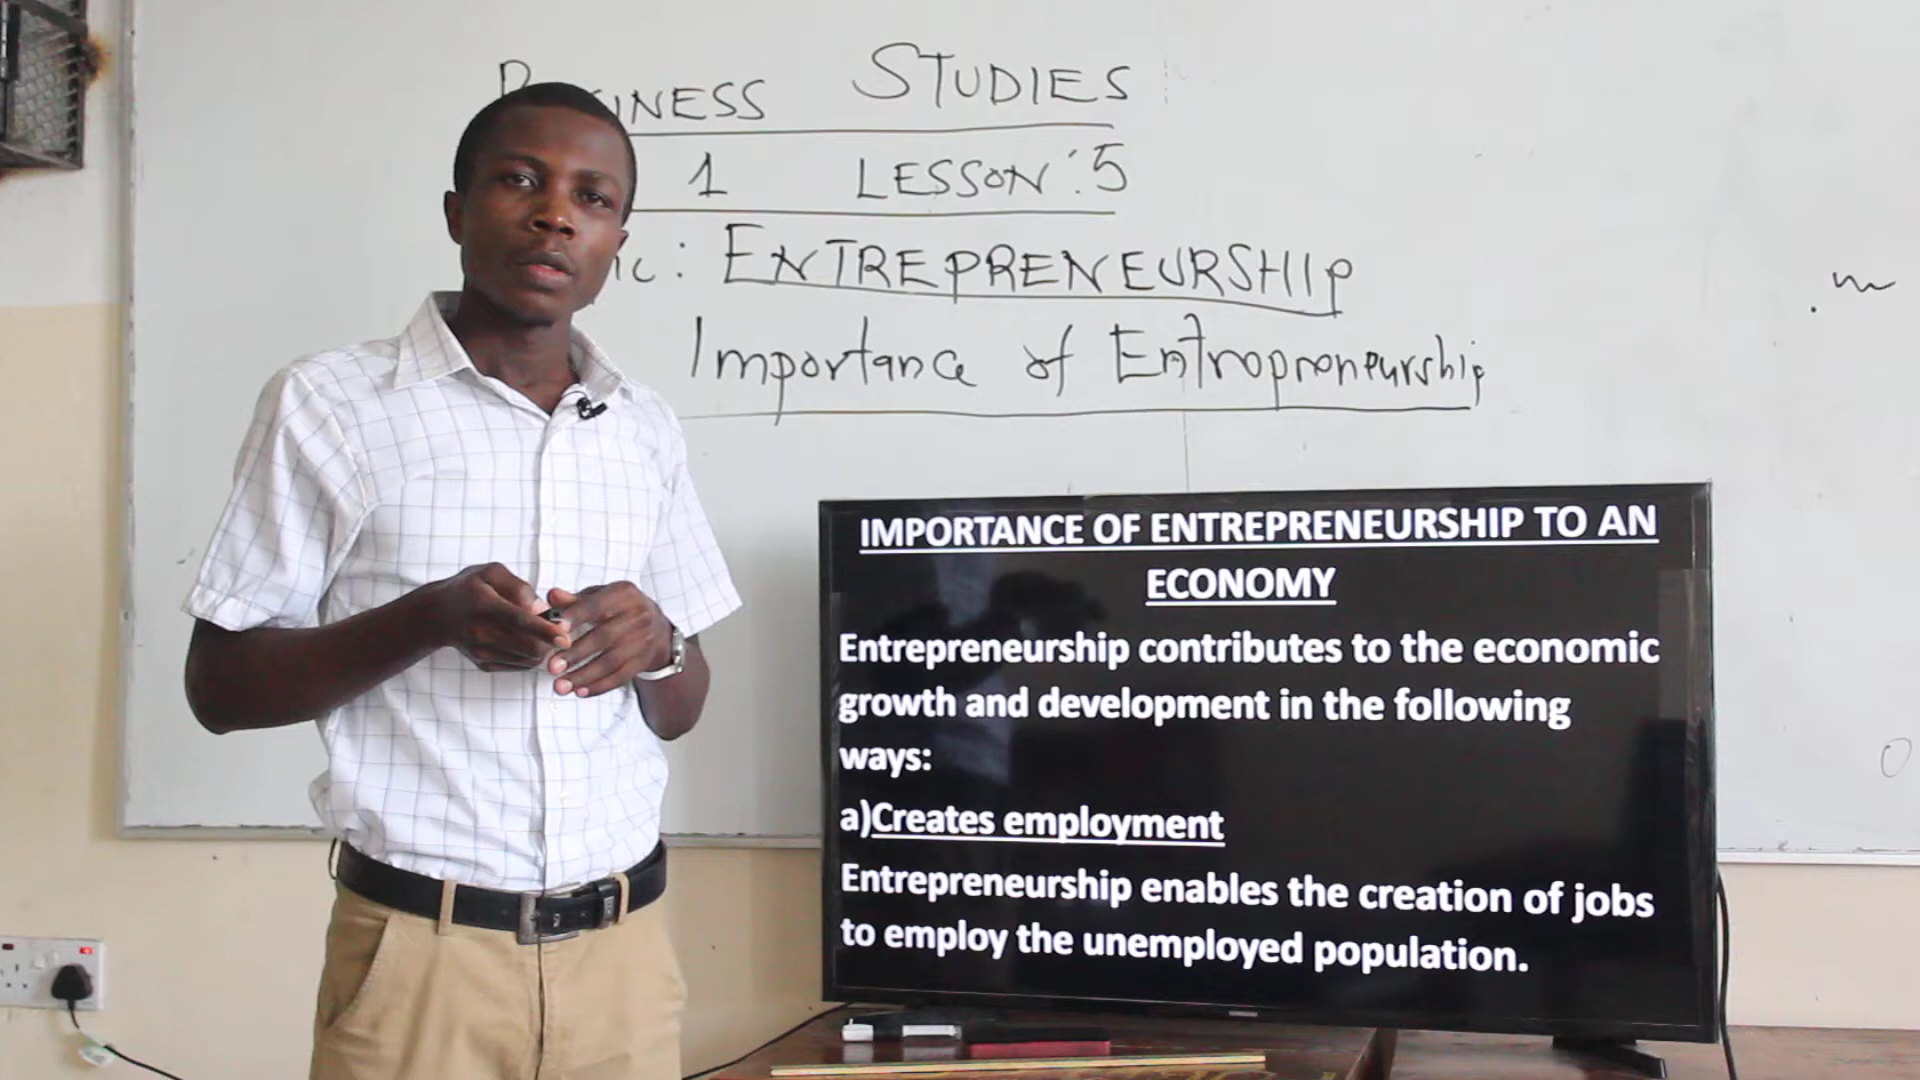 STUDIES
1 LESSON: 5
: ENTREPRENEURSHIP
Importance of Entropreneurship
IMPORTANCE OF ENTREPRENEURSHIP TO AN
ECONOMY
Entrepreneurship contributes to the economic
growth and development in the following
ways:
a)Creates employment
Entrepreneurship enables the creation of jobs
to employ the unemployed population.